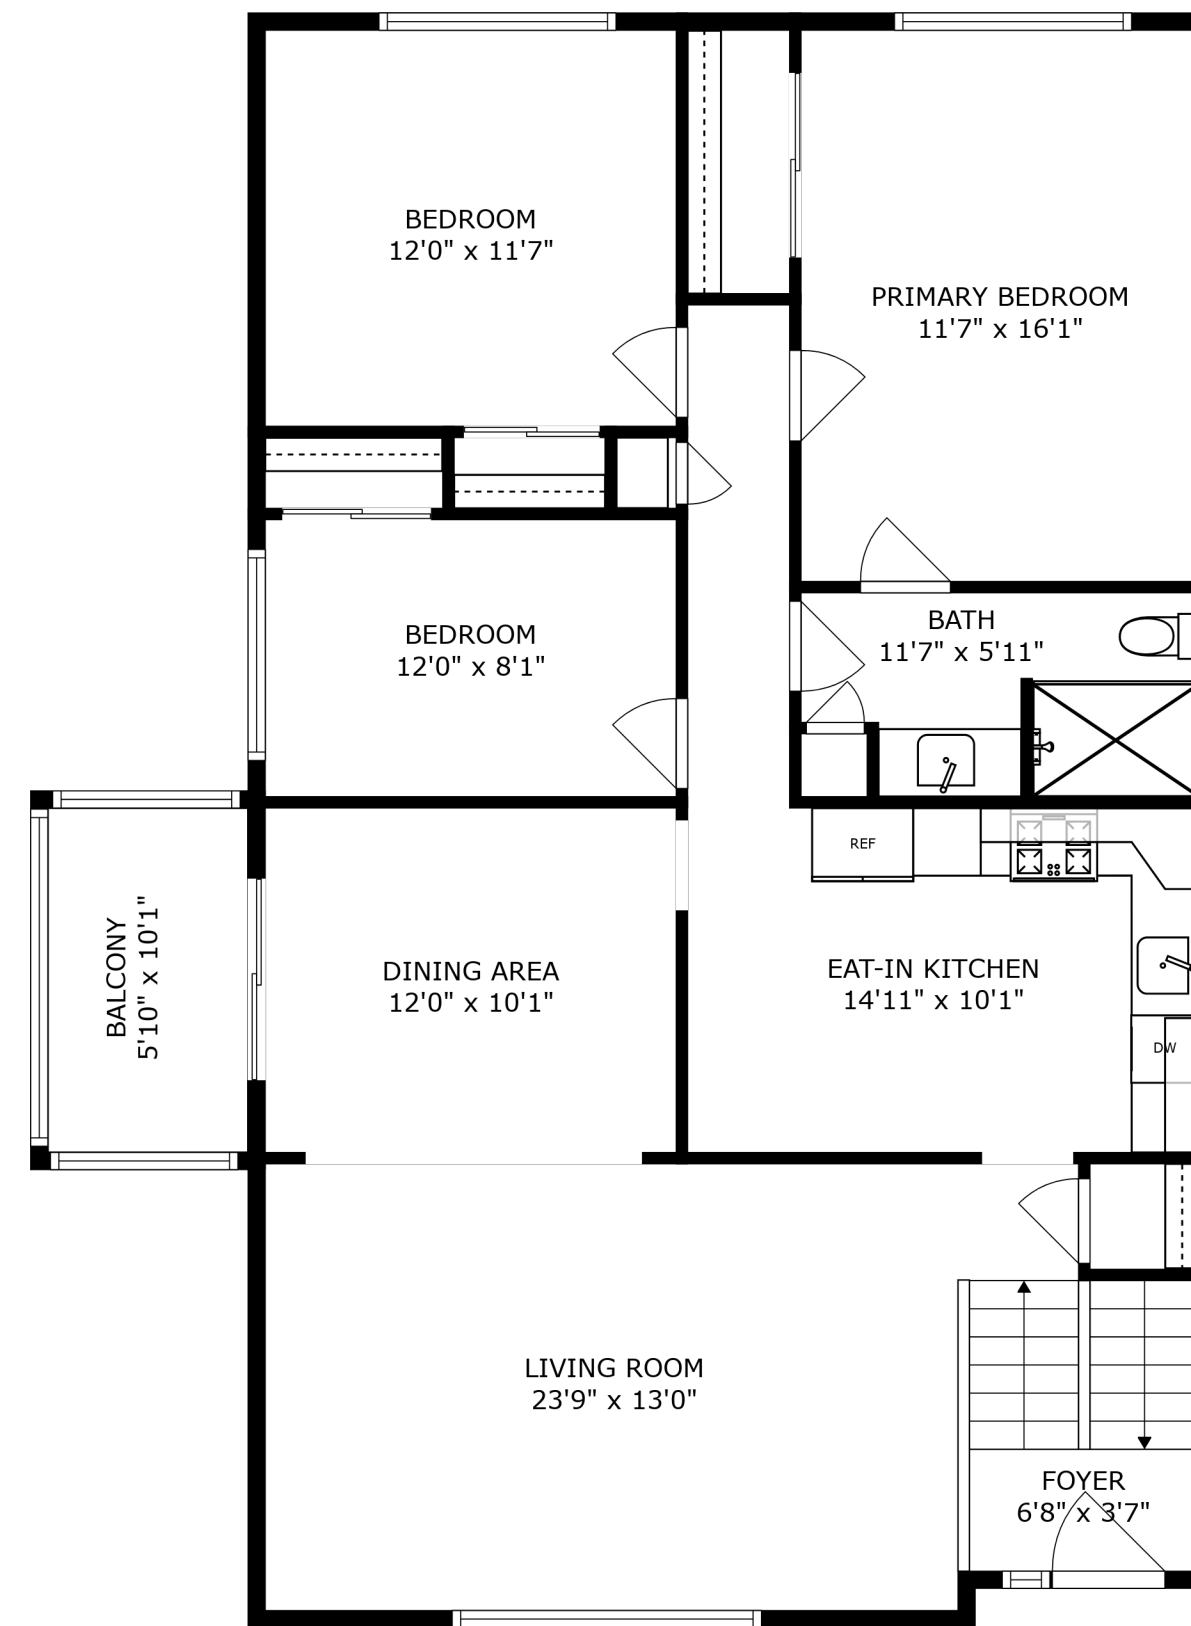 BEDROOM
12'0" x 11'7"
PRIMARY BEDROOM
11'7" x 16'1"
BEDROOM
12'0" x 8'1"
BATH
11'7" x 5'11"
REF
BALCONY
5'10" x 10'1"
DINING AREA
12'0" x 10'1"
EAT-IN KITCHEN
14'11" x 10'1"
DW
LIVING ROOM
23'9" x 13'0"
FOYER
6'8" x 3'7"